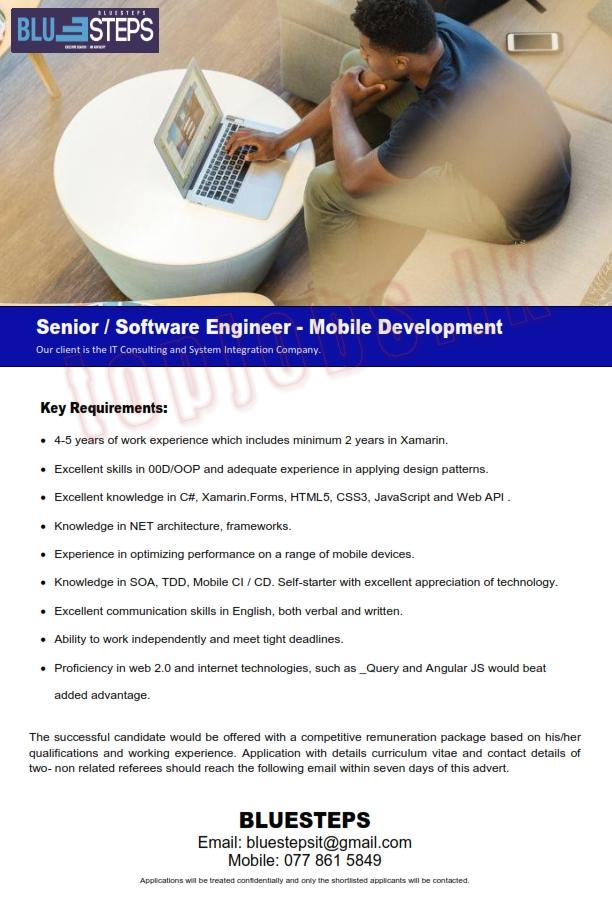 BLUESTEPS
BLUESTEPS
EXECUTIVE SEARCH | HR ADVISORY
topjobs.lk
Senior / Software Engineer - Mobile Development
Our client is the IT Consulting and System Integration Company.
Key Requirements:
• 4-5 years of work experience which includes minimum 2 years in Xamarin.
• Excellent skills in 00D/OOP and adequate experience in applying design patterns.
• Excellent knowledge in C#, Xamarin.Forms, HTML5, CSS3, JavaScript and Web API .
• Knowledge in NET architecture, frameworks.
• Experience in optimizing performance on a range of mobile devices.
• Knowledge in SOA, TDD, Mobile CI / CD. Self-starter with excellent appreciation of technology.
• Excellent communication skills in English, both verbal and written.
• Ability to work independently and meet tight deadlines.
• Proficiency in web 2.0 and internet technologies, such as _Query and Angular JS would beat
added advantage.
The successful candidate would be offered with a competitive remuneration package based on his/her
qualifications and working experience. Application with details curriculum vitae and contact details of
two- non related referees should reach the following email within seven days of this advert.
BLUESTEPS
Email: bluestepsit@gmail.com
Mobile: 077 861 5849
Applications will be treated confidentially and only the shortlisted applicants will be contacted.